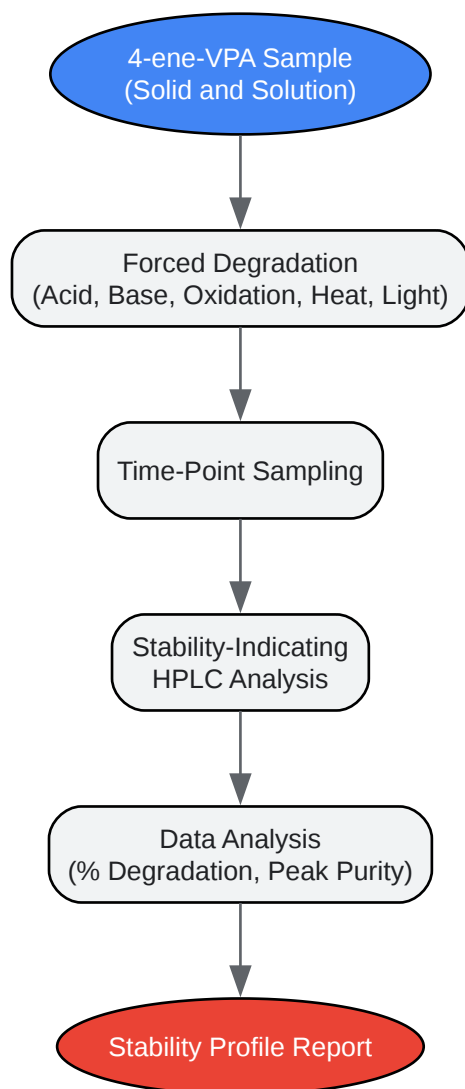 4-ene-VPA Sample
(Solid and Solution)
Forced Degradation
(Acid, Base, Oxidation, Heat, Light)
Time-Point Sampling
Stability-Indicating
HPLC Analysis
Data Analysis
(% Degradation, Peak Purity)
Stability Profile Report